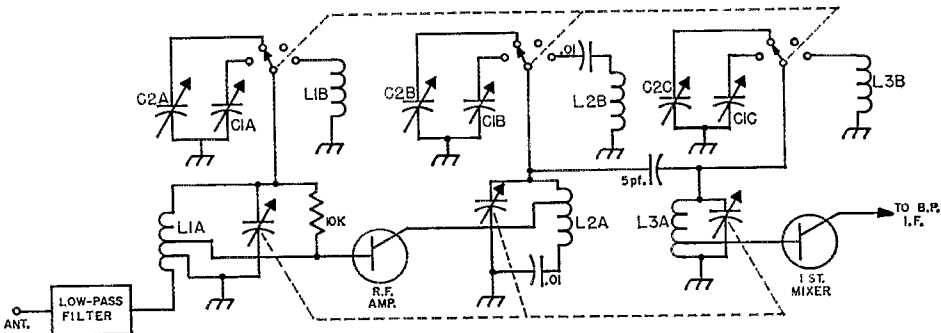 C2A
C1A
L1B
C2B
C1B
.01
L2B
C2C
C1C
L3B
5pf.
L1A
10K
R.F.
AMP.
L2A
.01
L3A
1 ST.
MIXER
TO B.P.
I.F.
ANT.
LOW-PASS
FILTER